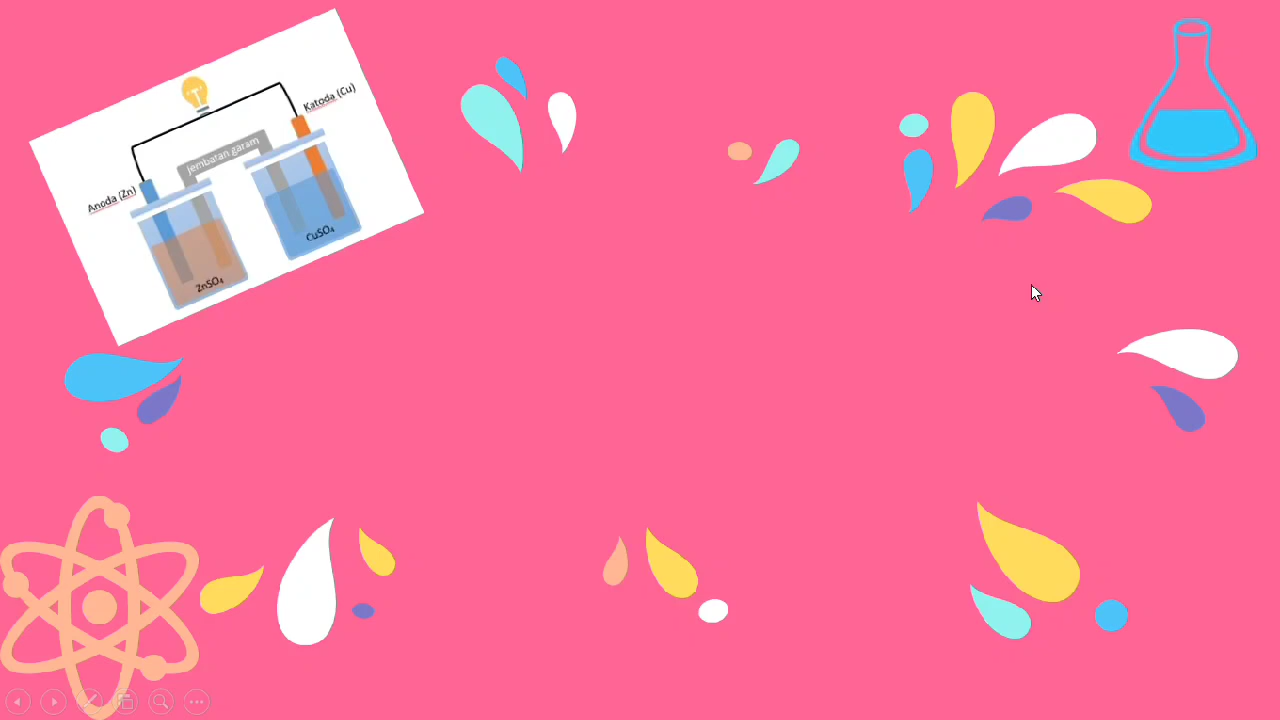 Katoda (Cu)
Jembatan garam
Anoda (Zn)
CuSO₄
ZnSO₄